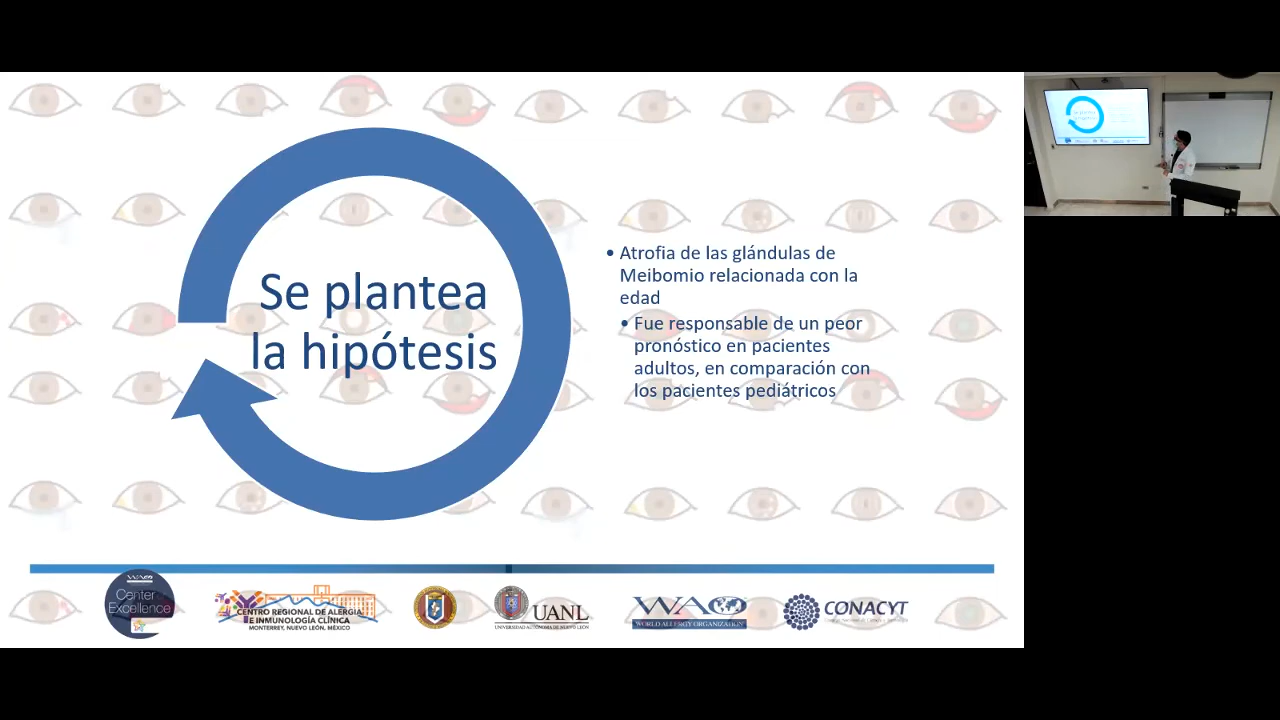 Se plantea
la hipótesis
• Atrofia de las glándulas de
Meibomio relacionada con la
edad
• Fue responsable de un peor
pronóstico en pacientes
adultos, en comparación con
los pacientes pediátricos
WAO
Center
Excellence
CENTRO REGIONAL DE ALERGIA
E INMUNOLOGÍA CLÍNICA
MONTERREY, NUEVO LEÓN, MÉXICO
UANL
UNIVERSIDAD AUTÓNOMA DE NUEVO LEÓN
WAO
WORLD ALLERGY ORGANIZATION
CONACYT